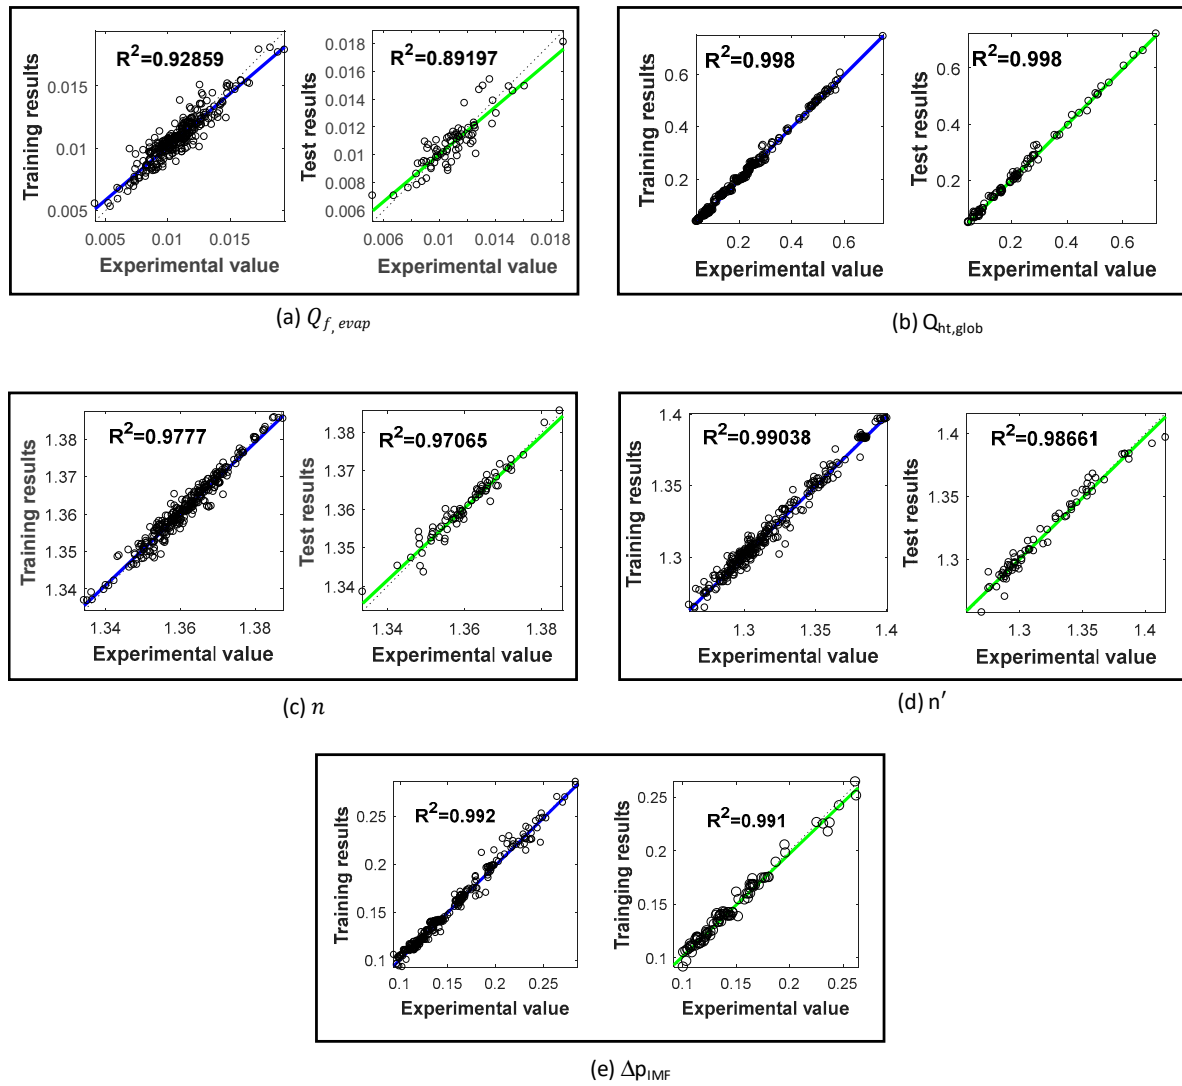 R²=0.92859
Training results
0.015
0.01
0.005
0.005 0.01 0.015
Experimental value
R²=0.89197
Test results
0.018
0.016
0.014
0.012
0.01
0.008
0.006
0.006 0.01 0.014 0.018
Experimental value
(a) Q_f, evap
R²=0.998
Training results
0.6
0.4
0.2
0.2 0.4 0.6
Experimental value
R²=0.998
Test results
0.6
0.4
0.2
0.2 0.4 0.6
Experimental value
(b) Q_ht,glob
R²=0.9777
Training results
1.38
1.37
1.36
1.35
1.34
1.34 1.36 1.38
Experimental value
R²=0.97065
Test results
1.38
1.37
1.36
1.35
1.34
1.34 1.36 1.38
Experimental value
(c) n
R²=0.99038
Training results
1.4
1.35
1.3
1.3 1.35 1.4
Experimental value
R²=0.98661
Test results
1.4
1.35
1.3
1.3 1.35 1.4
Experimental value
(d) n′
R²=0.992
Training results
0.25
0.2
0.15
0.1
0.1 0.15 0.2 0.25
Experimental value
R²=0.991
Trainging results
0.25
0.2
0.15
0.1
0.1 0.15 0.2 0.25
Experimental value
(e) Δp_IMF